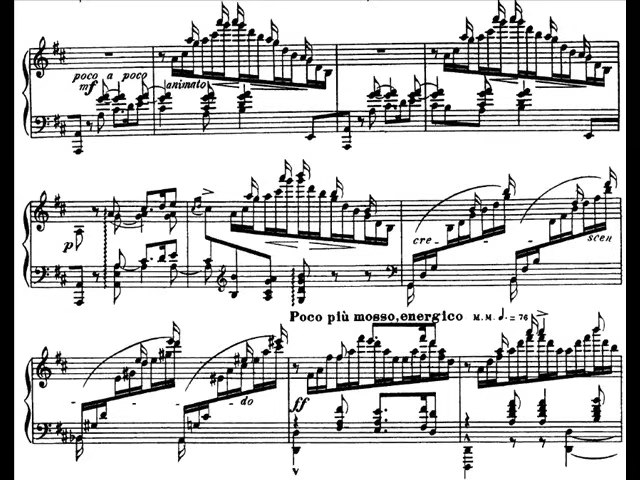 poco a poco animato
mf
p
cre - scen
Poco più mosso, energico M.M. 𝅗𝅥. = 76
- do
ff